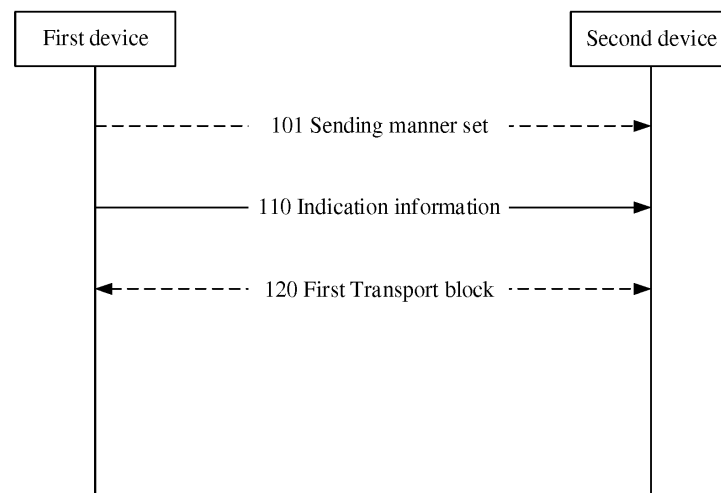 First device
Second device
101 Sending manner set
110 Indication information
120 First Transport block